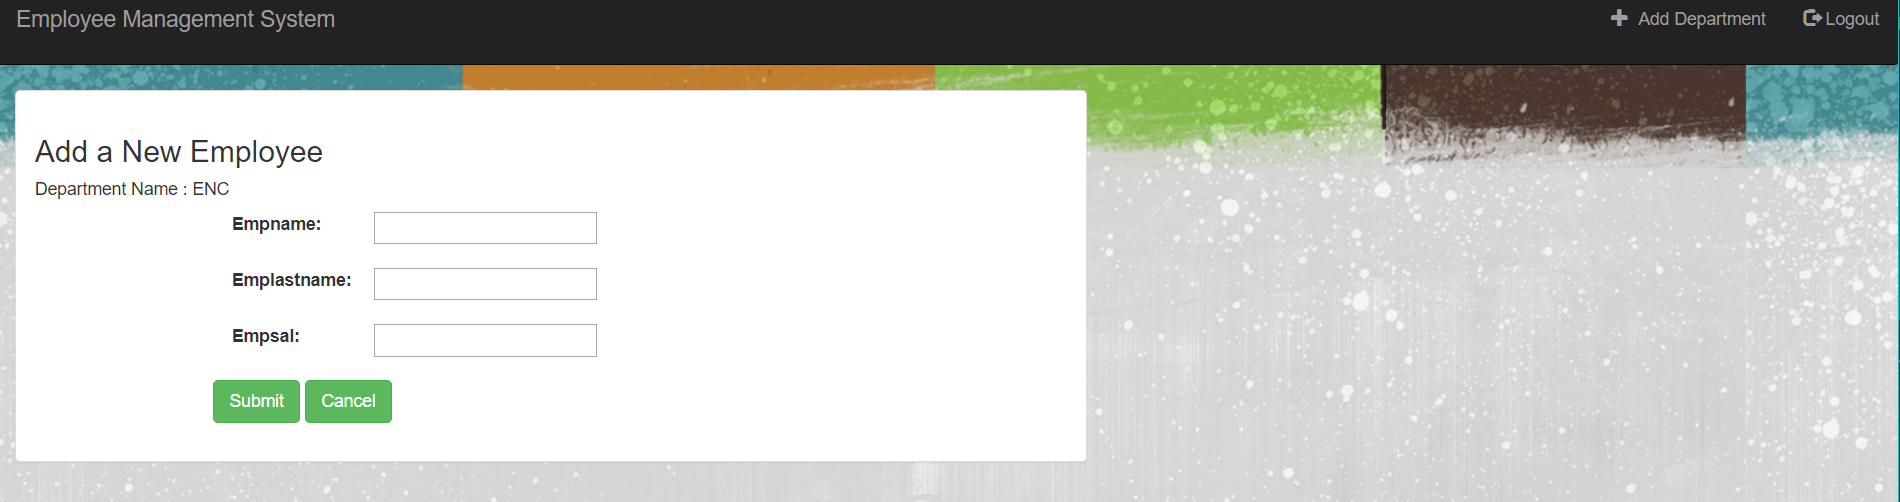 Employee Management System
Add Department
Logout
Add a New Employee
Department Name : ENC
Empname:
Emplastname:
Empsal:
Submit
Cancel